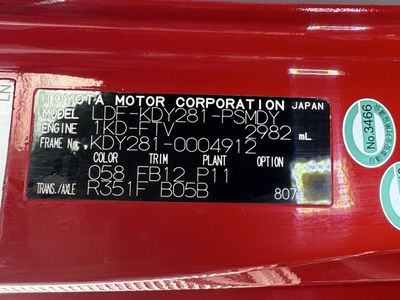 TOYOTA MOTOR CORPORATION JAPAN
MODEL LDF-KDY281-PSMDY
ENGINE 1KD-FTV 2982 mL
FRAME No. KDY281-0004912
COLOR TRIM PLANT OPTION
058 FB12 P11
TRANS./AXLE R351F B05B 807
No.3466
LN